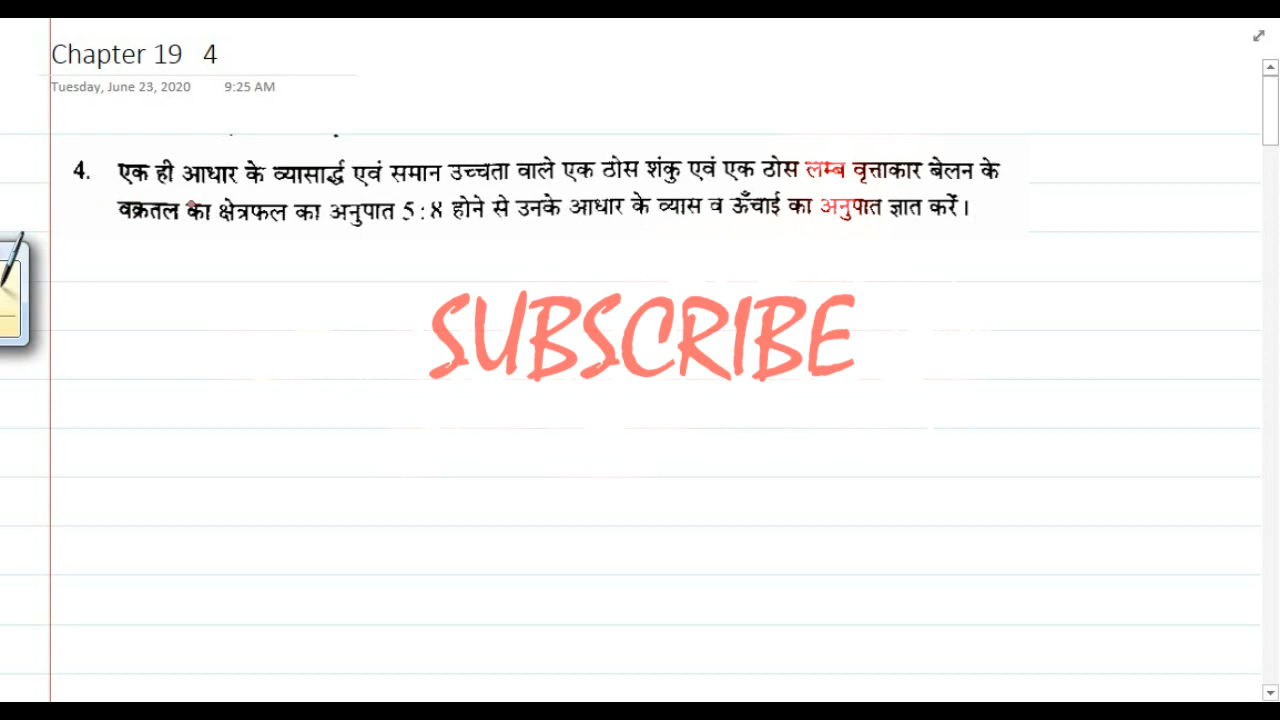 Chapter 19 4
Tuesday, June 23, 2020 9:25 AM
4. एक ही आधार के व्यासार्द्ध एवं समान उच्चता वाले एक ठोस शंकु एवं एक ठोस लम्ब वृत्ताकार बेलन के
वक्रतल का क्षेत्रफल का अनुपात 5 : 8 होने से उनके आधार के व्यास व ऊँचाई का अनुपात ज्ञात करें।
SUBSCRIBE